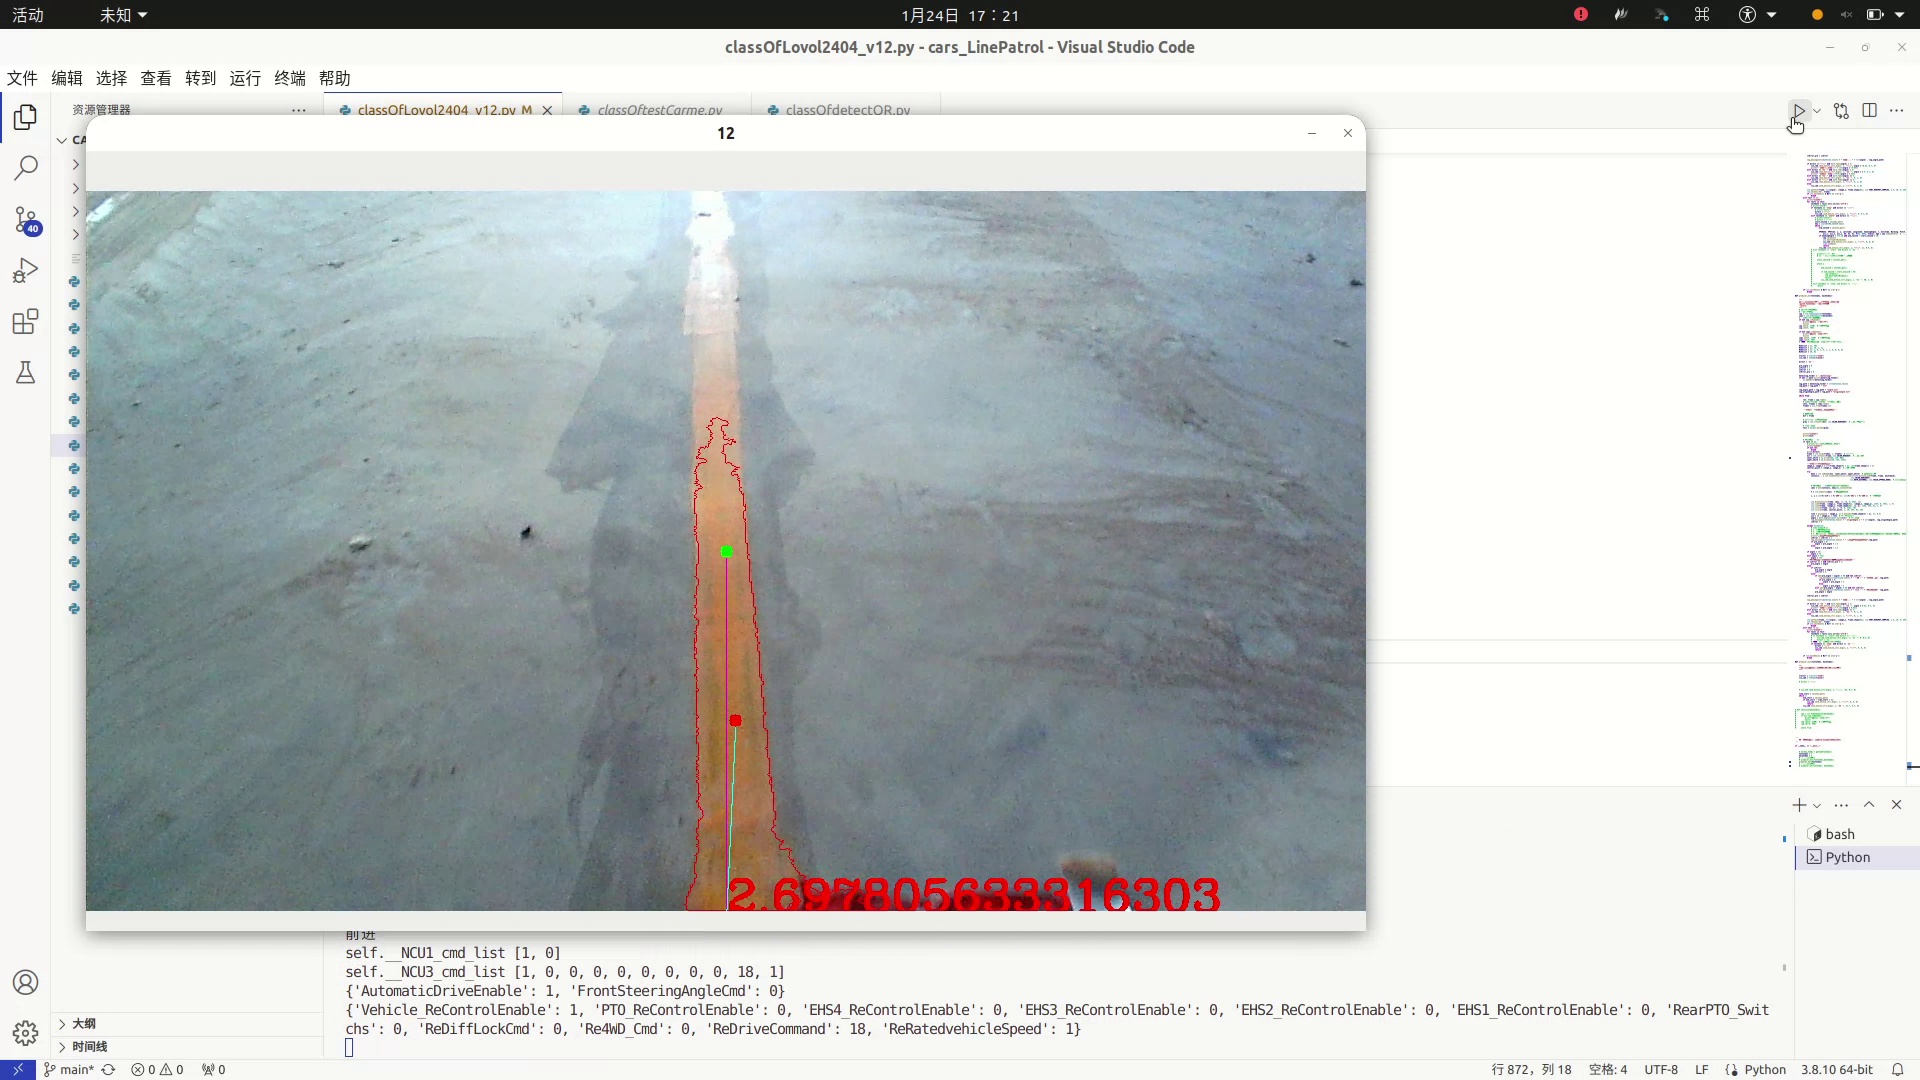 活动
未知
1月24日 17：21
classOfLovol2404_v12.py - cars_LinePatrol - Visual Studio Code
文件 编辑 选择 查看 转到 运行 终端 帮助
资源管理器
classOfLovol2404_v12.py M
classOftestCarme.py
classOfdetectQR.py
CA
12
40
2.697805633316303
bash
Python
前进
self.__NCU1_cmd_list [1, 0]
self.__NCU3_cmd_list [1, 0, 0, 0, 0, 0, 0, 0, 0, 18, 1]
{'AutomaticDriveEnable': 1, 'FrontSteeringAngleCmd': 0}
{'Vehicle_ReControlEnable': 1, 'PTO_ReControlEnable': 0, 'EHS4_ReControlEnable': 0, 'EHS3_ReControlEnable': 0, 'EHS2_ReControlEnable': 0, 'EHS1_ReControlEnable': 0, 'RearPTO_Swit
chs': 0, 'ReDiffLockCmd': 0, 'Re4WD_Cmd': 0, 'ReDriveCommand': 18, 'ReRatedvehicleSpeed': 1}
大纲
时间线
main* 0 0 0
行 872，列 18 空格: 4 UTF-8 LF Python 3.8.10 64-bit